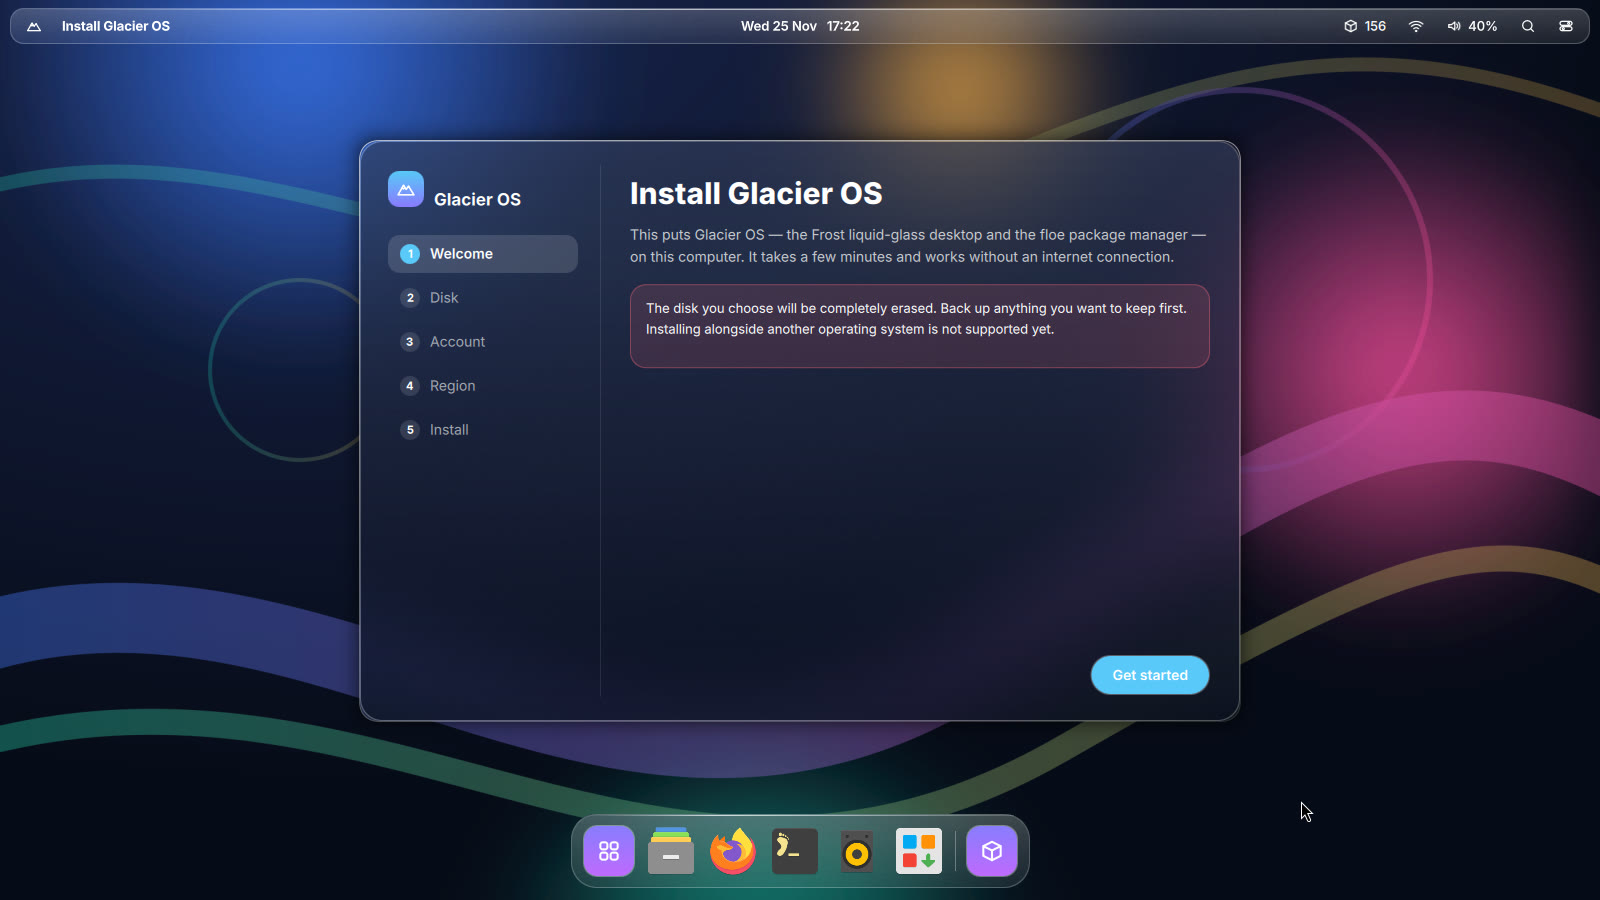 Install Glacier OS
Wed 25 Nov 17:22
156
40%
Glacier OS
1 Welcome
2 Disk
3 Account
4 Region
5 Install
Install Glacier OS
This puts Glacier OS — the Frost liquid-glass desktop and the floe package manager —
on this computer. It takes a few minutes and works without an internet connection.
The disk you choose will be completely erased. Back up anything you want to keep first.
Installing alongside another operating system is not supported yet.
Get started